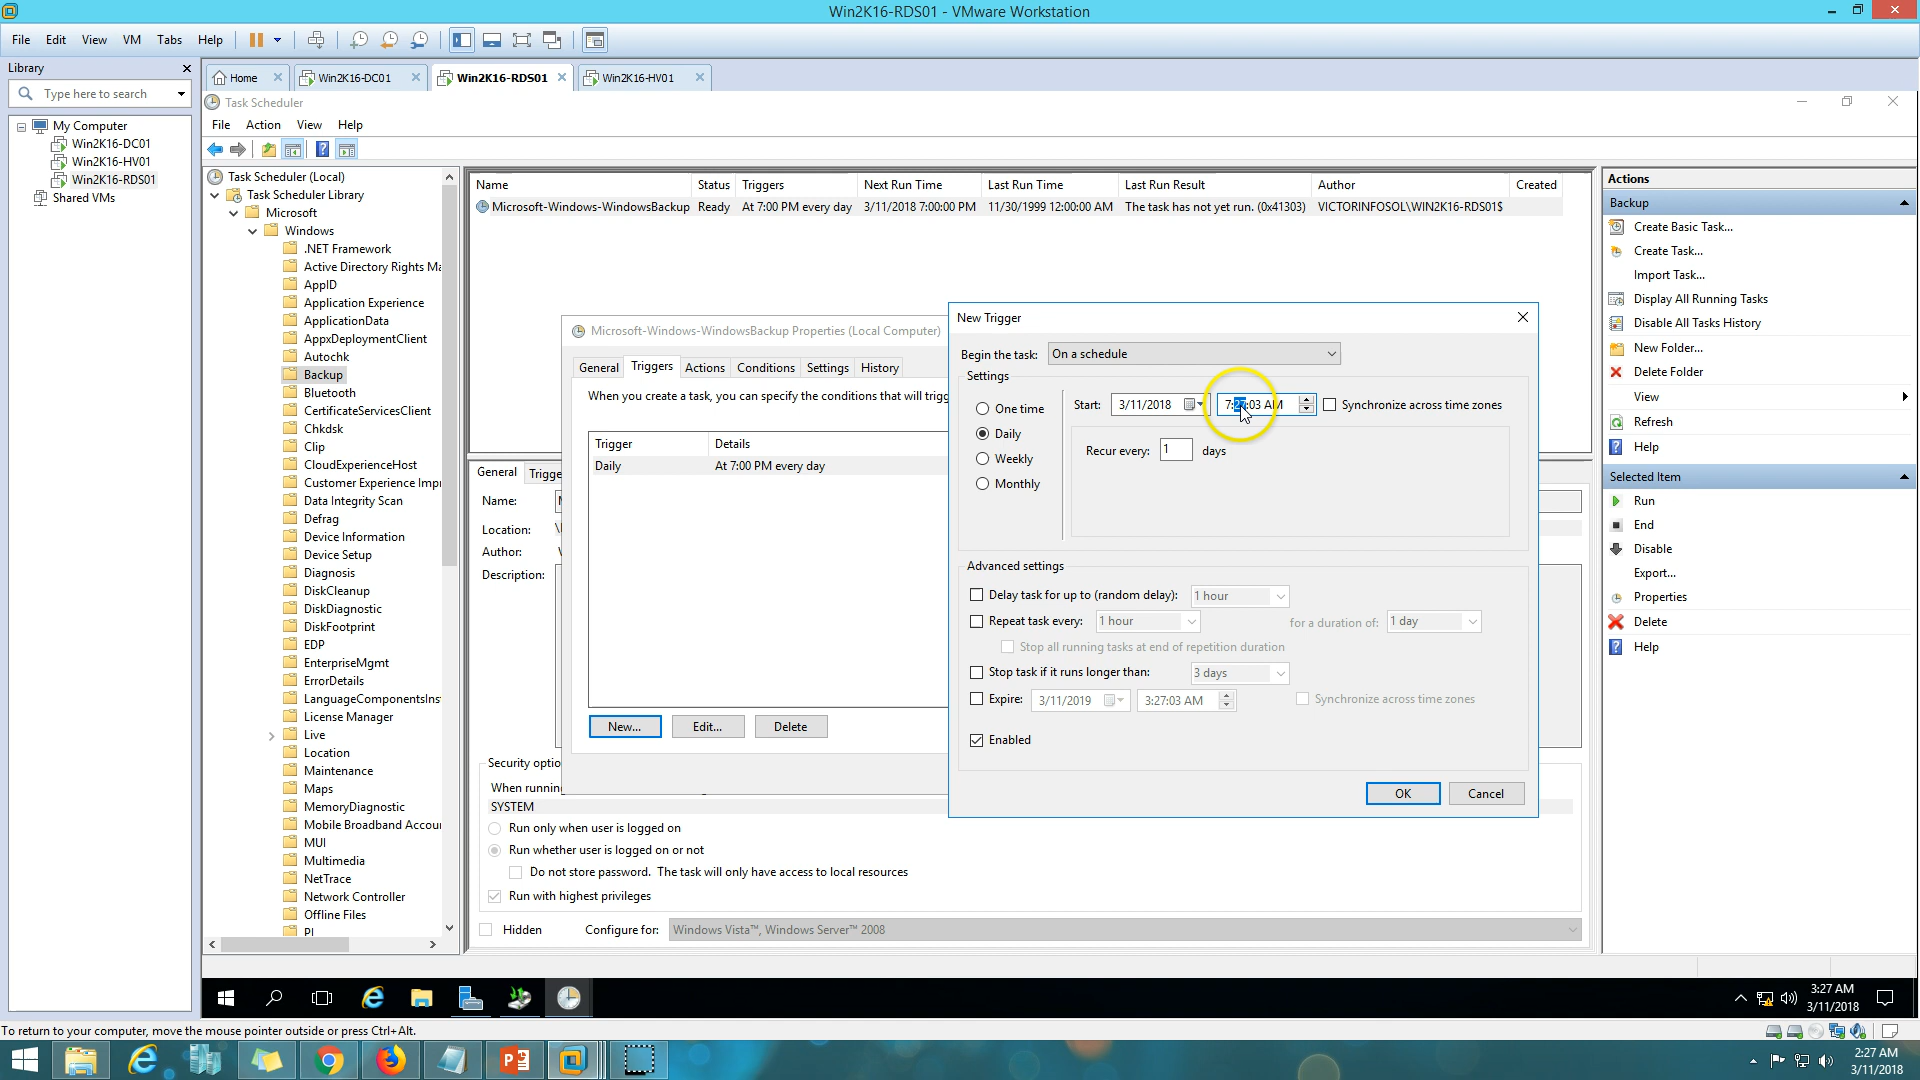 Win2K16-RDS01 - VMware Workstation
File Edit View VM Tabs Help
Library
Type here to search
My Computer
Win2K16-DC01
Win2K16-HV01
Win2K16-RDS01
Shared VMs
Home Win2K16-DC01 Win2K16-RDS01 Win2K16-HV01
Task Scheduler
File Action View Help
Task Scheduler (Local)
Task Scheduler Library
Microsoft
Windows
.NET Framework
Active Directory Rights Ma
AppID
Application Experience
ApplicationData
AppxDeploymentClient
Autochk
Backup
Bluetooth
CertificateServicesClient
Chkdsk
Clip
CloudExperienceHost
Customer Experience Impr
Data Integrity Scan
Defrag
Device Information
Device Setup
Diagnosis
DiskCleanup
DiskDiagnostic
DiskFootprint
EDP
EnterpriseMgmt
ErrorDetails
LanguageComponentsInst
License Manager
Live
Location
Maintenance
Maps
MemoryDiagnostic
Mobile Broadband Accour
MUI
Multimedia
NetTrace
Network Controller
Offline Files
PI
Name Status Triggers Next Run Time Last Run Time Last Run Result Author Created
Microsoft-Windows-WindowsBackup Ready At 7:00 PM every day 3/11/2018 7:00:00 PM 11/30/1999 12:00:00 AM The task has not yet run. (0x41303) VICTORINFOSOL\WIN2K16-RDS01$
General Trigge
Name:
Location:
Author:
Description:
Security optio
When runnin
SYSTEM
Run only when user is logged on
Run whether user is logged on or not
Do not store password. The task will only have access to local resources
Run with highest privileges
Hidden Configure for: Windows Vista™, Windows Server™ 2008
Microsoft-Windows-WindowsBackup Properties (Local Computer)
General Triggers Actions Conditions Settings History
When you create a task, you can specify the conditions that will trigg
Trigger Details
Daily At 7:00 PM every day
New... Edit... Delete
New Trigger
Begin the task: On a schedule
Settings
One time
Daily
Weekly
Monthly
Start: 3/11/2018 7:27:03 AM Synchronize across time zones
Recur every: 1 days
Advanced settings
Delay task for up to (random delay): 1 hour
Repeat task every: 1 hour for a duration of: 1 day
Stop all running tasks at end of repetition duration
Stop task if it runs longer than: 3 days
Expire: 3/11/2019 3:27:03 AM Synchronize across time zones
Enabled
OK Cancel
Actions
Backup
Create Basic Task...
Create Task...
Import Task...
Display All Running Tasks
Disable All Tasks History
New Folder...
Delete Folder
View
Refresh
Help
Selected Item
Run
End
Disable
Export...
Properties
Delete
Help
3:27 AM
3/11/2018
To return to your computer, move the mouse pointer outside or press Ctrl+Alt.
2:27 AM
3/11/2018